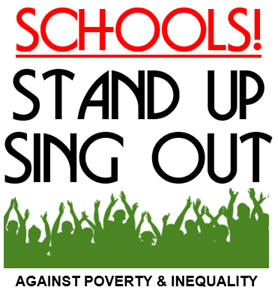 SCHOOLS!
STAND UP
SING OUT
AGAINST POVERTY & INEQUALITY